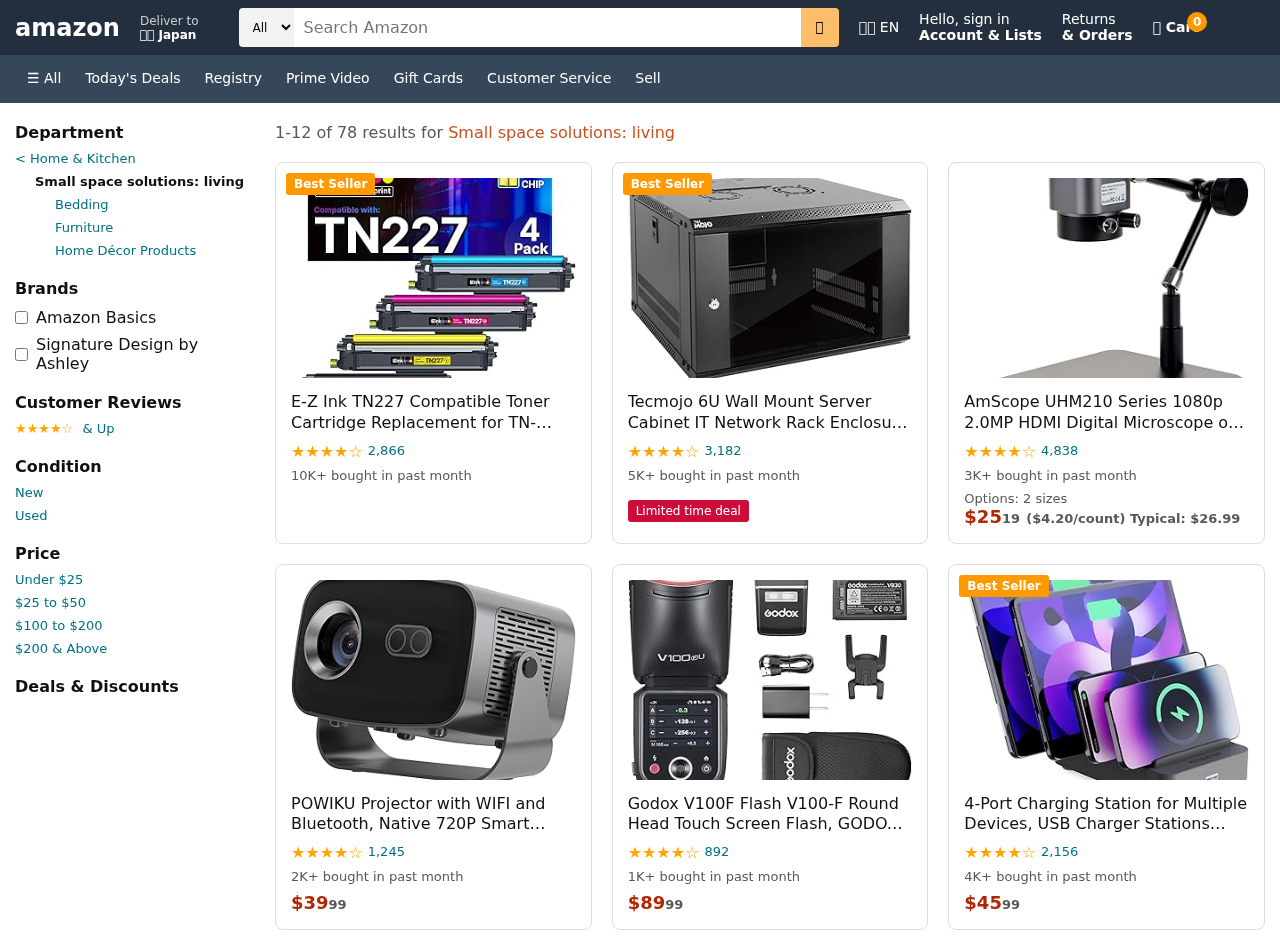 amazon
Deliver to
Japan
All
Search Amazon
EN
Hello, sign in
Account & Lists
Returns
& Orders
0
☰ All
Today's Deals
Registry
Prime Video
Gift Cards
Customer Service
Sell
Department
< Home & Kitchen
Small space solutions: living
Bedding
Furniture
Home Décor Products
Brands
Amazon Basics
Signature Design by
Ashley
Customer Reviews
★★★★☆ & Up
Condition
New
Used
Price
Under $25
$25 to $50
$100 to $200
$200 & Above
Deals & Discounts
1-12 of 78 results for Small space solutions: living
Best Seller
CHIP
Compatible with:
TN227
4
Pack
E-Z Ink TN227 Compatible Toner
Cartridge Replacement for TN-...
★★★★☆ 2,866
10K+ bought in past month
Best Seller
MOJO
Tecmojo 6U Wall Mount Server
Cabinet IT Network Rack Enclosu...
★★★★☆ 3,182
5K+ bought in past month
Limited time deal
AmScope UHM210 Series 1080p
2.0MP HDMI Digital Microscope o...
★★★★☆ 4,838
3K+ bought in past month
Options: 2 sizes
$25 19 ($4.20/count) Typical: $26.99
POWIKU Projector with WIFI and
Bluetooth, Native 720P Smart...
★★★★☆ 1,245
2K+ bought in past month
$39 99
Godox
V100
Godox
Godox V100F Flash V100-F Round
Head Touch Screen Flash, GODO...
★★★★☆ 892
1K+ bought in past month
$89 99
Best Seller
4-Port Charging Station for Multiple
Devices, USB Charger Stations...
★★★★☆ 2,156
4K+ bought in past month
$45 99